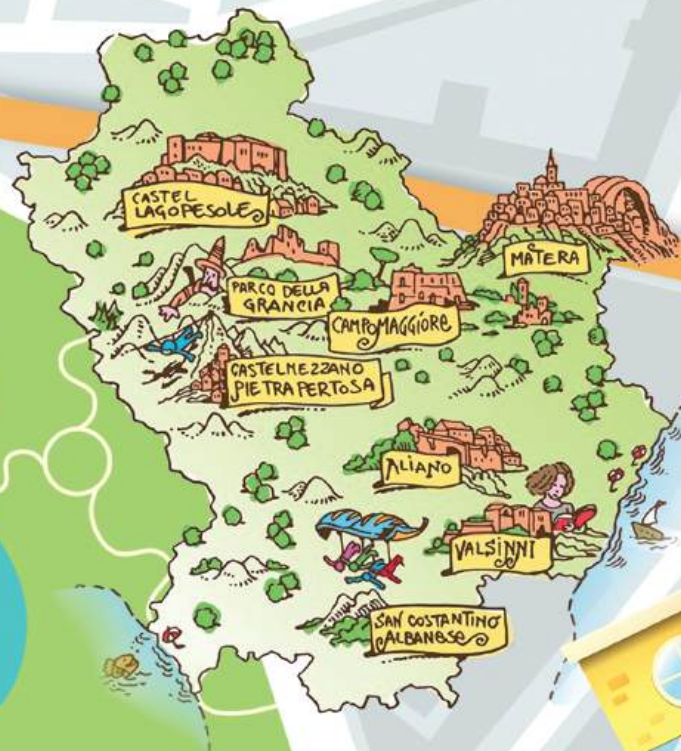 CASTEL
LAGOPESOLE
MATERA
PARCO DELLA
GRANCIA
CAMPOMAGGIORE
CASTELMEZZANO
PIETRAPERTOSA
ALIANO
VALSINNI
SAN COSTANTINO
ALBANESE